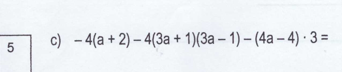 5
c) – 4(a + 2) – 4(3a + 1)(3a – 1) – (4a – 4) · 3 =